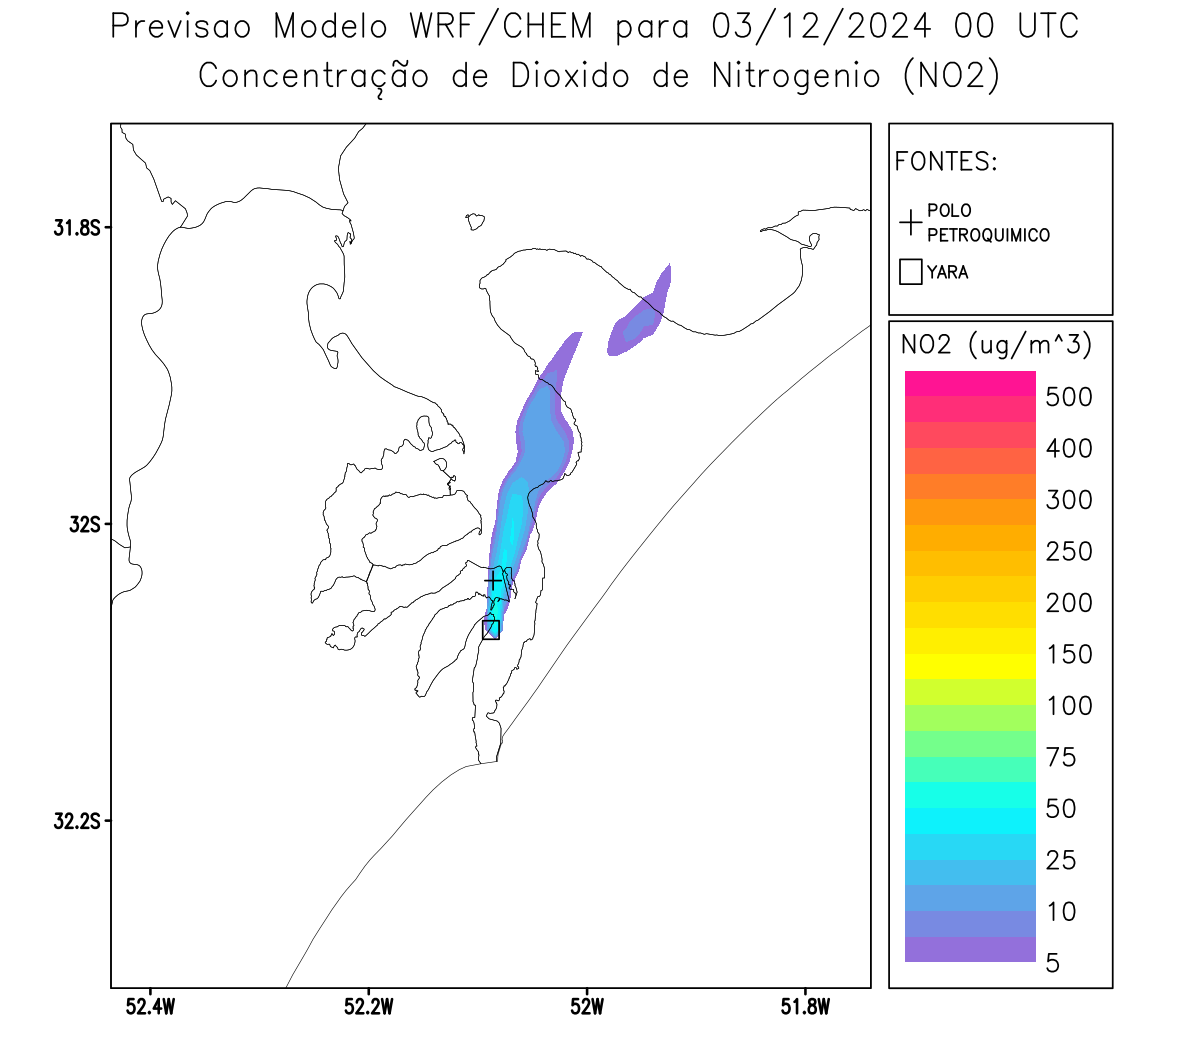 Previsao Modelo WRF/CHEM para 03/12/2024 00 UTC
Concentração de Dioxido de Nitrogenio (NO2)
FONTES:
POLO
PETROQUIMICO
YARA
NO2 (ug/m^3)
500
400
300
250
200
150
100
75
50
25
10
5
31.8S
32S
32.2S
52.4W
52.2W
52W
51.8W